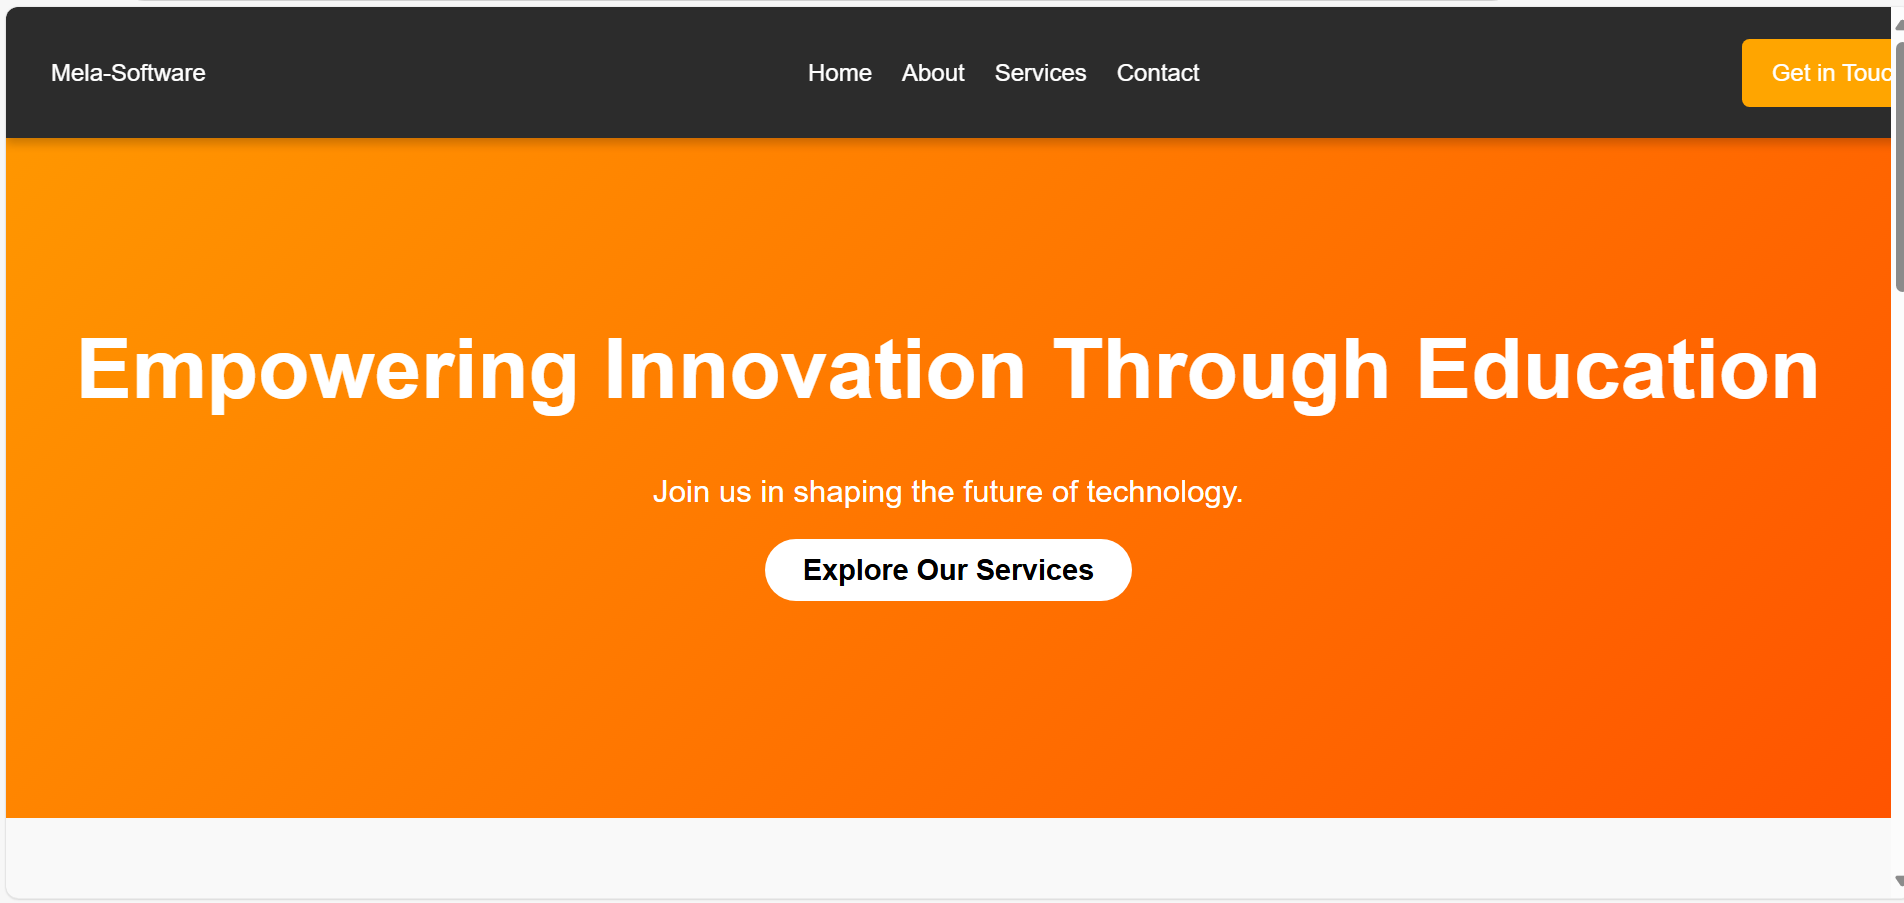 Mela-Software
Home About Services Contact
Get in Touc
Empowering Innovation Through Education
Join us in shaping the future of technology.
Explore Our Services